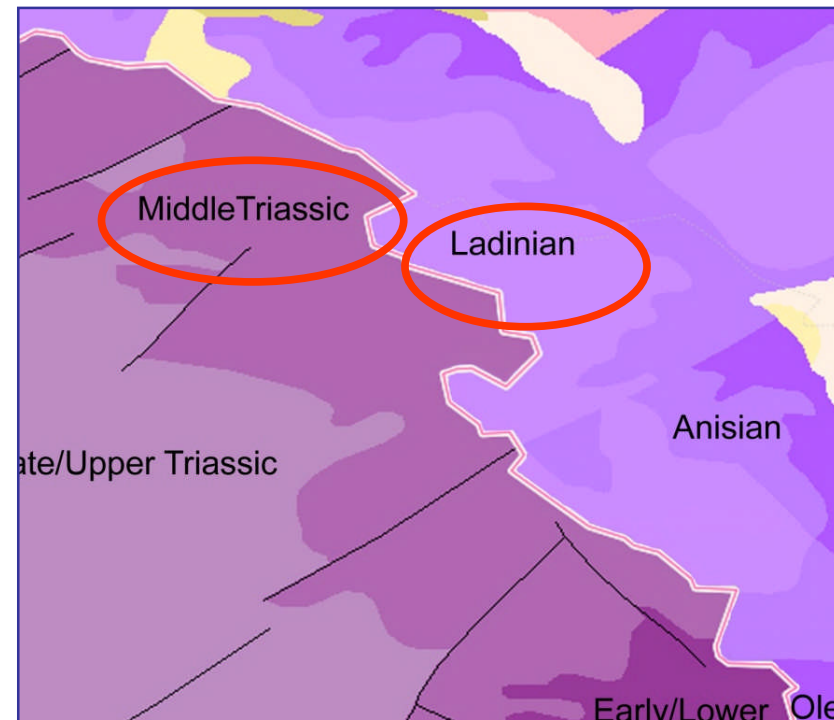 MiddleTriassic
Ladinian
Anisian
ate/Upper Triassic
Early/Lower
Ole